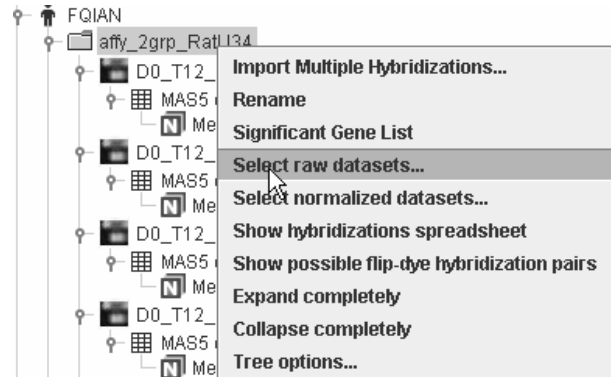 FQIAN
affy_2grp_RatU34
D0_T12_
MAS5
Me
D0_T12_
MAS5
Me
D0_T12_
MAS5
Me
D0_T12_
MAS5
Me
Import Multiple Hybridizations...
Rename
Significant Gene List
Select raw datasets...
Select normalized datasets...
Show hybridizations spreadsheet
Show possible flip-dye hybridization pairs
Expand completely
Collapse completely
Tree options...